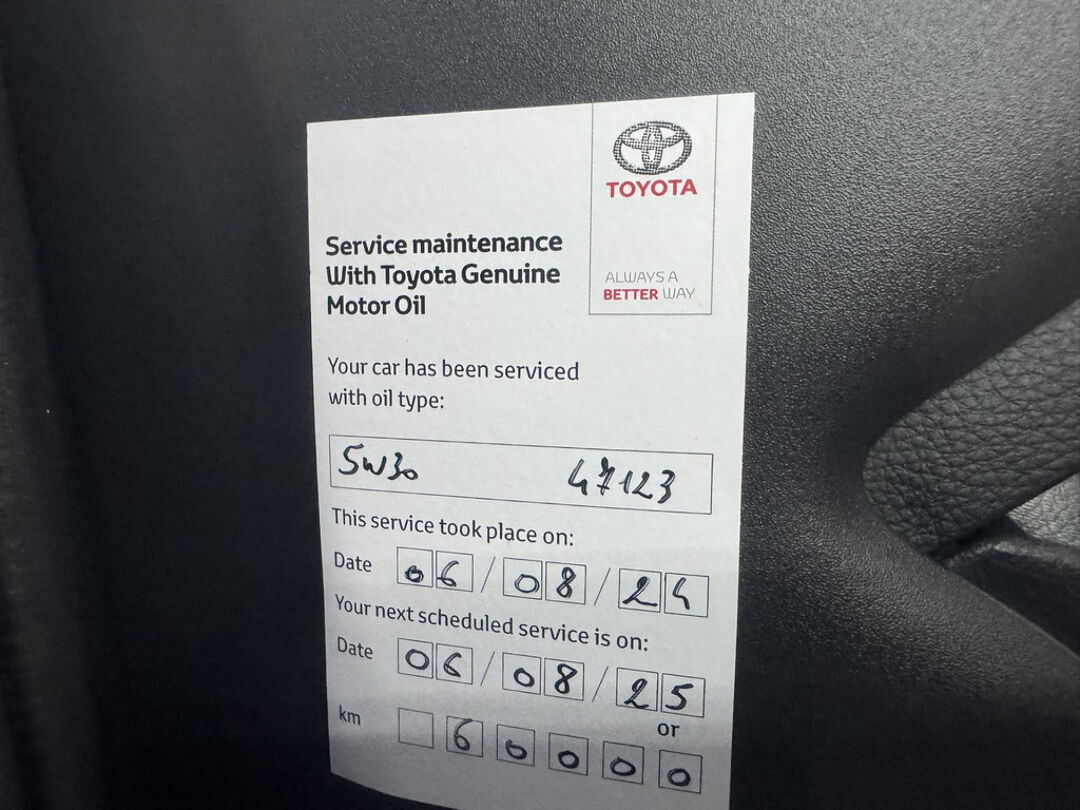 TOYOTA
ALWAYS A
BETTER WAY
Service maintenance
With Toyota Genuine
Motor Oil
Your car has been serviced
with oil type:
5W30 47123
This service took place on:
Date 06/08/24
Your next scheduled service is on:
Date 06/08/25
or
km 60000